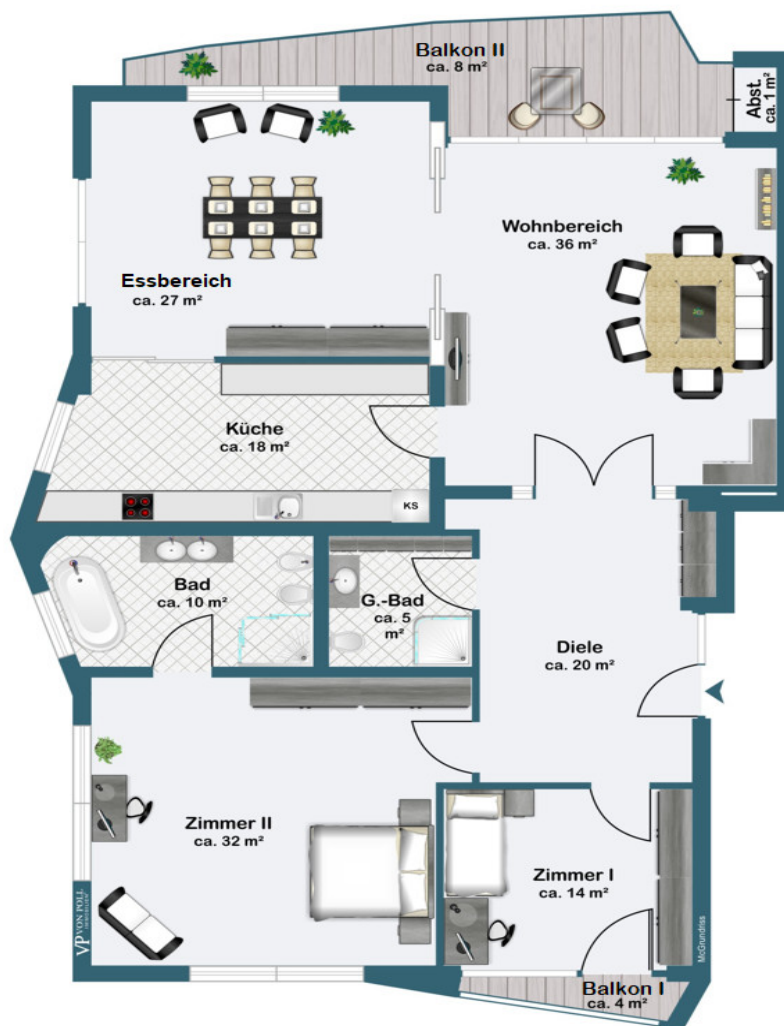 Balkon II
ca. 8 m²
Abst.
ca. 1 m²
Wohnbereich
ca. 36 m²
Essbereich
ca. 27 m²
Küche
ca. 18 m²
KS
Bad
ca. 10 m²
G.-Bad
ca. 5
m²
Diele
ca. 20 m²
Zimmer II
ca. 32 m²
Zimmer I
ca. 14 m²
VP VON POLL
IMMOBILIEN
McGrundriss
Balkon I
ca. 4 m²